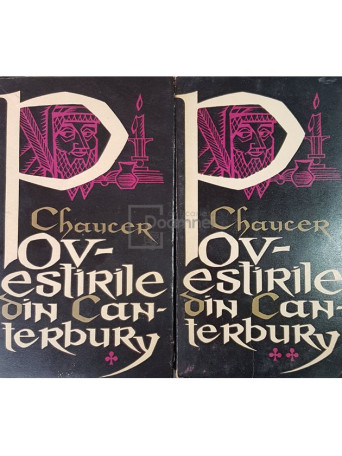 Chaucer
Pov-
estirile
din Can-
terbury
Chaucer
Pov-
estirile
din Can-
terbury